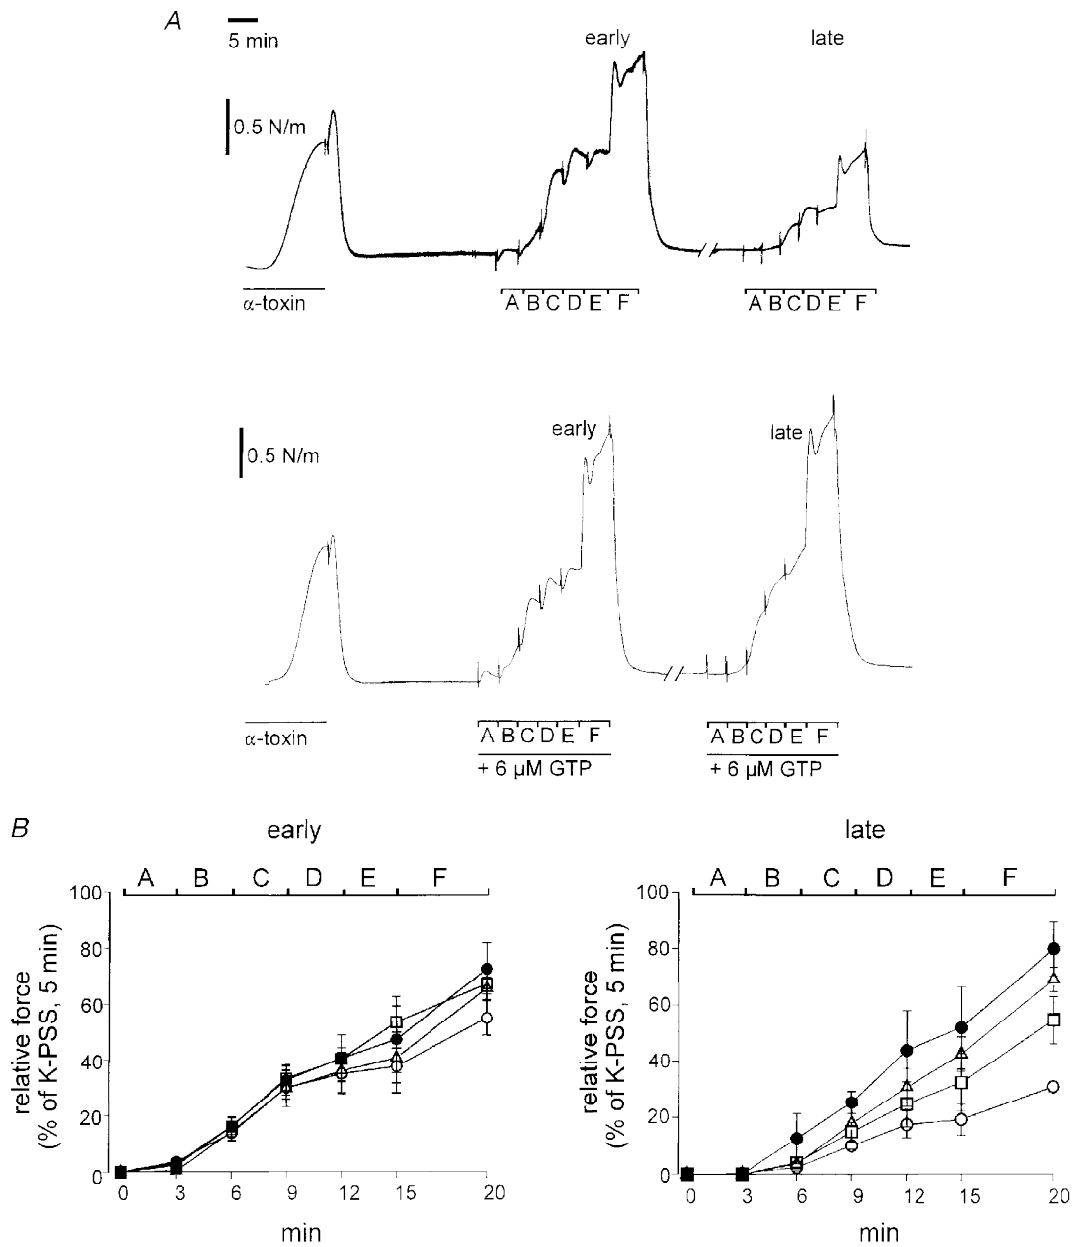 A
5 min
early
late
0.5 N/m
α-toxin
A B C D E F
A B C D E F
early
late
0.5 N/m
α-toxin
A B C D E F
+ 6 µM GTP
A B C D E F
+ 6 µM GTP
B
early
late
A B C D E F
100
80
60
40
20
0
relative force
(% of K-PSS, 5 min)
0 3 6 9 12 15 20
min
A B C D E F
100
80
60
40
20
0
relative force
(% of K-PSS, 5 min)
0 3 6 9 12 15 20
min